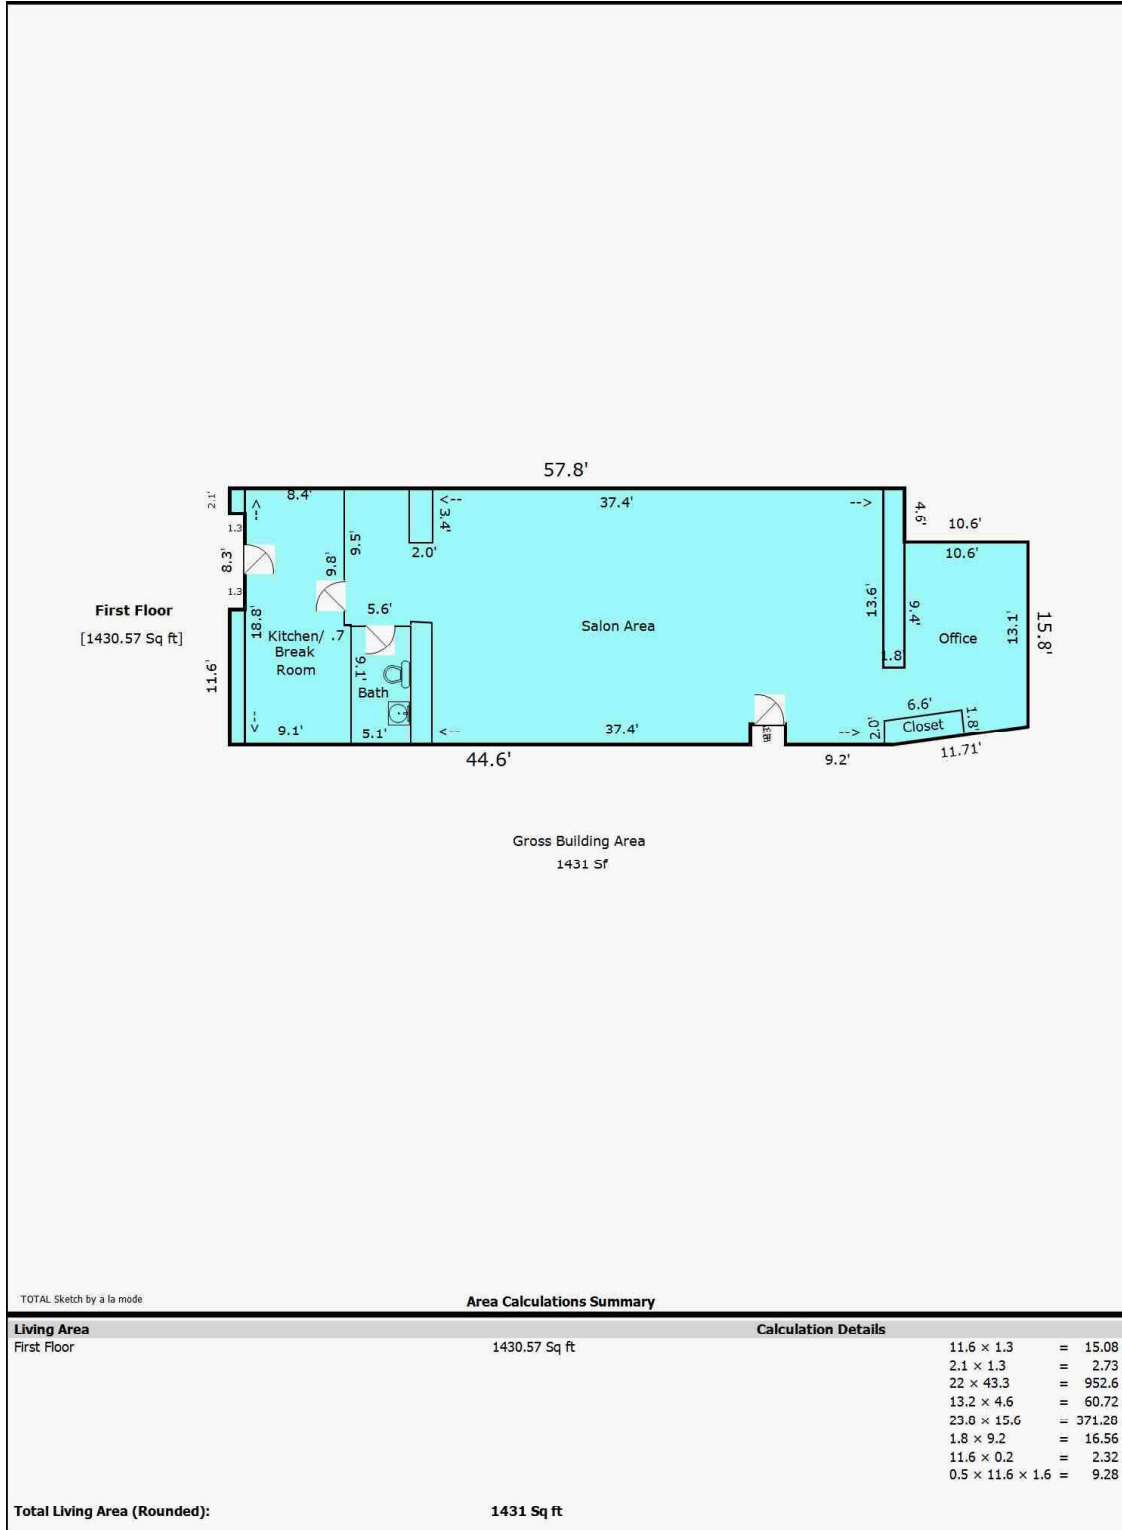 57.8'
2.1'
8.4'
<--
37.4'
-->
4.6'
<--
3.4'
10.6'
1.3
2.0'
10.6'
9.5'
8.3'
9.8'
1.3
13.6'
9.4'
13.1'
15.8'
First Floor
5.6'
18.8'
Salon Area
[1430.57 Sq ft]
Kitchen/ .7
Break
Room
Office
11.6'
9.1'
Bath
1.8'
6.6'
1.8'
<--
9.1'
5.1'
<--
37.4'
-->
2.0'
Closet
44.6'
9.2'
11.71'
Gross Building Area
1431 Sf
TOTAL Sketch by a la mode
Area Calculations Summary
Living Area Calculation Details
First Floor 1430.57 Sq ft 11.6 × 1.3 = 15.08
2.1 × 1.3 = 2.73
22 × 43.3 = 952.6
13.2 × 4.6 = 60.72
23.8 × 15.6 = 371.28
1.8 × 9.2 = 16.56
11.6 × 0.2 = 2.32
0.5 × 11.6 × 1.6 = 9.28
Total Living Area (Rounded): 1431 Sq ft